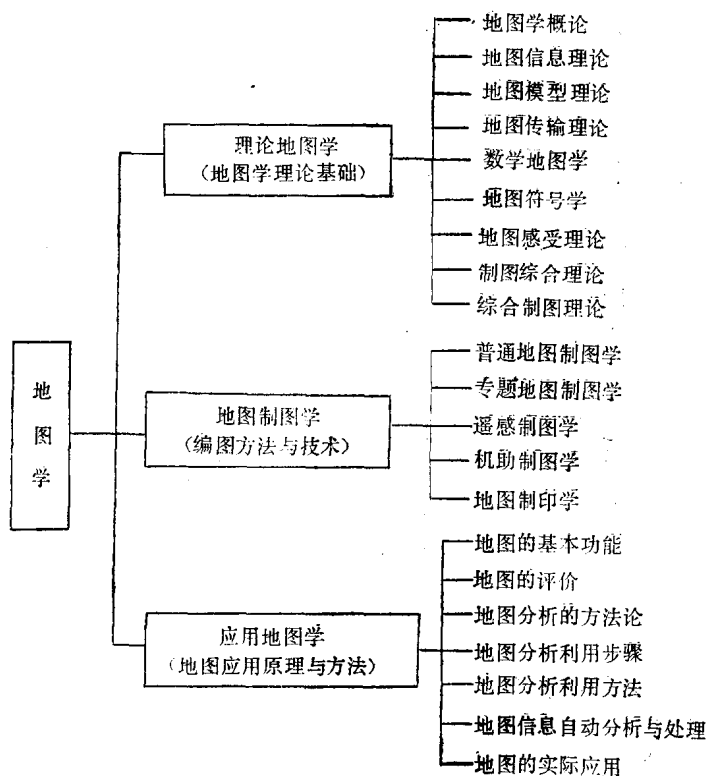 地图学
理论地图学
（地图学理论基础）
地图学概论
地图信息理论
地图模型理论
地图传输理论
数学地图学
地图符号学
地图感受理论
制图综合理论
综合制图理论
地图制图学
（编图方法与技术）
普通地图制图学
专题地图制图学
遥感制图学
机助制图学
地图制印学
应用地图学
（地图应用原理与方法）
地图的基本功能
地图的评价
地图分析的方法论
地图分析利用步骤
地图分析利用方法
地图信息自动分析与处理
地图的实际应用